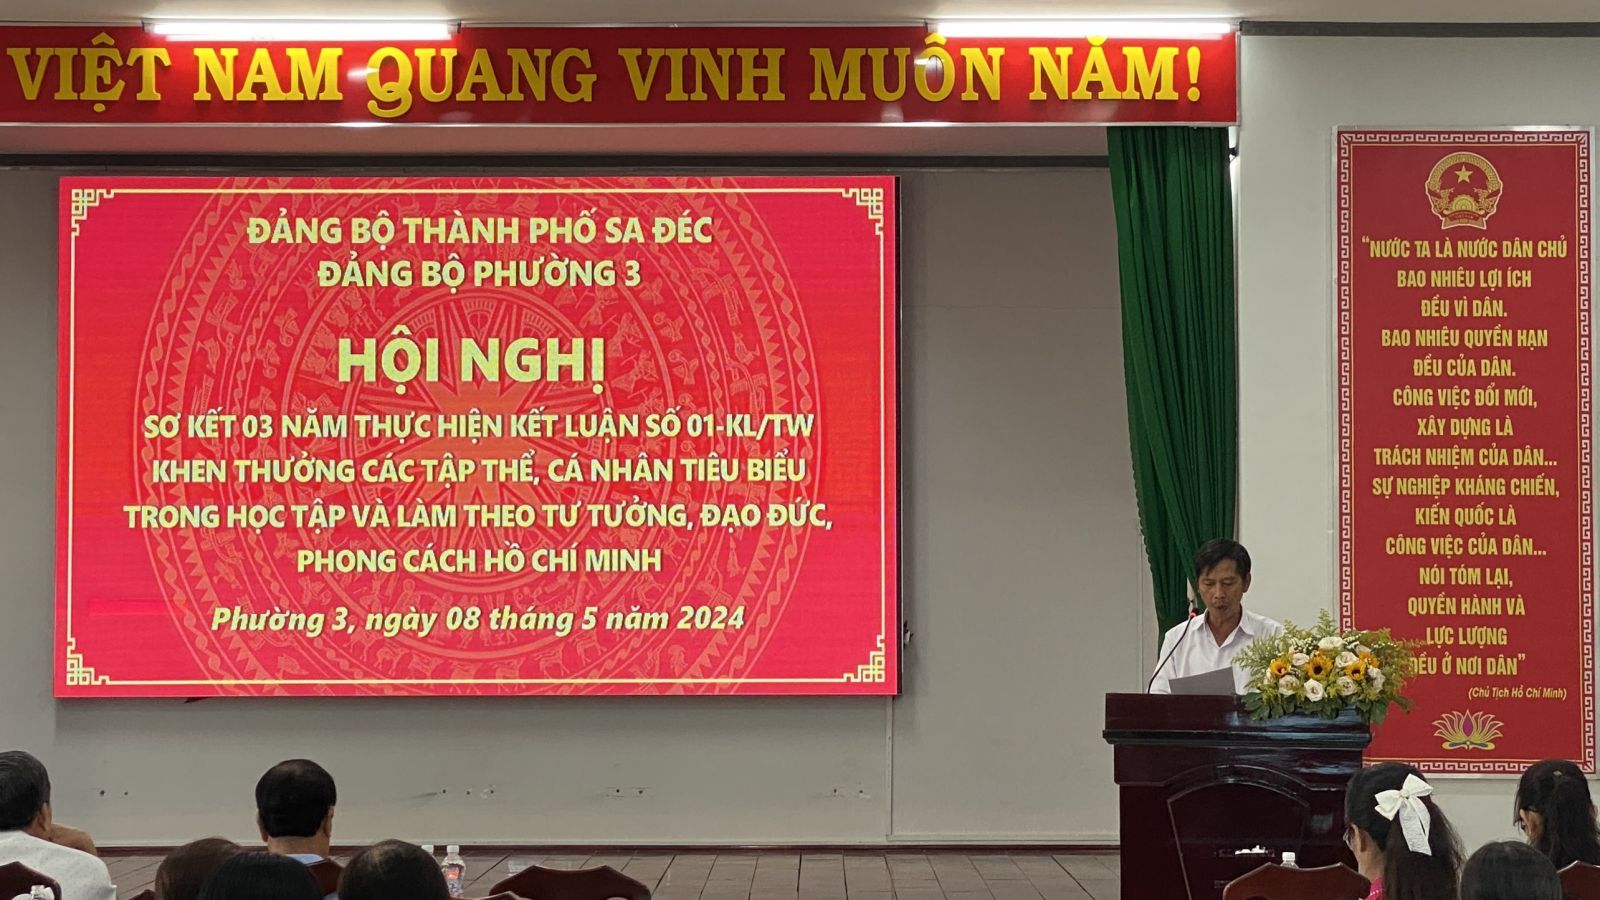 VIỆT NAM QUANG VINH MUÔN NĂM!
ĐẢNG BỘ THÀNH PHỐ SA ĐÉC
ĐẢNG BỘ PHƯỜNG 3
HỘI NGHỊ
SƠ KẾT 03 NĂM THỰC HIỆN KẾT LUẬN SỐ 01-KL/TW
KHEN THƯỞNG CÁC TẬP THỂ, CÁ NHÂN TIÊU BIỂU
TRONG HỌC TẬP VÀ LÀM THEO TƯ TƯỞNG, ĐẠO ĐỨC,
PHONG CÁCH HỒ CHÍ MINH
Phường 3, ngày 08 tháng 5 năm 2024
“NƯỚC TA LÀ NƯỚC DÂN CHỦ
BAO NHIÊU LỢI ÍCH
ĐỀU VÌ DÂN.
BAO NHIÊU QUYỀN HẠN
ĐỀU CỦA DÂN.
CÔNG VIỆC ĐỔI MỚI,
XÂY DỰNG LÀ
TRÁCH NHIỆM CỦA DÂN...
SỰ NGHIỆP KHÁNG CHIẾN,
KIẾN QUỐC LÀ
CÔNG VIỆC CỦA DÂN...
NÓI TÓM LẠI,
QUYỀN HÀNH VÀ
LỰC LƯỢNG
ĐỀU Ở NƠI DÂN”
(Chủ Tịch Hồ Chí Minh)